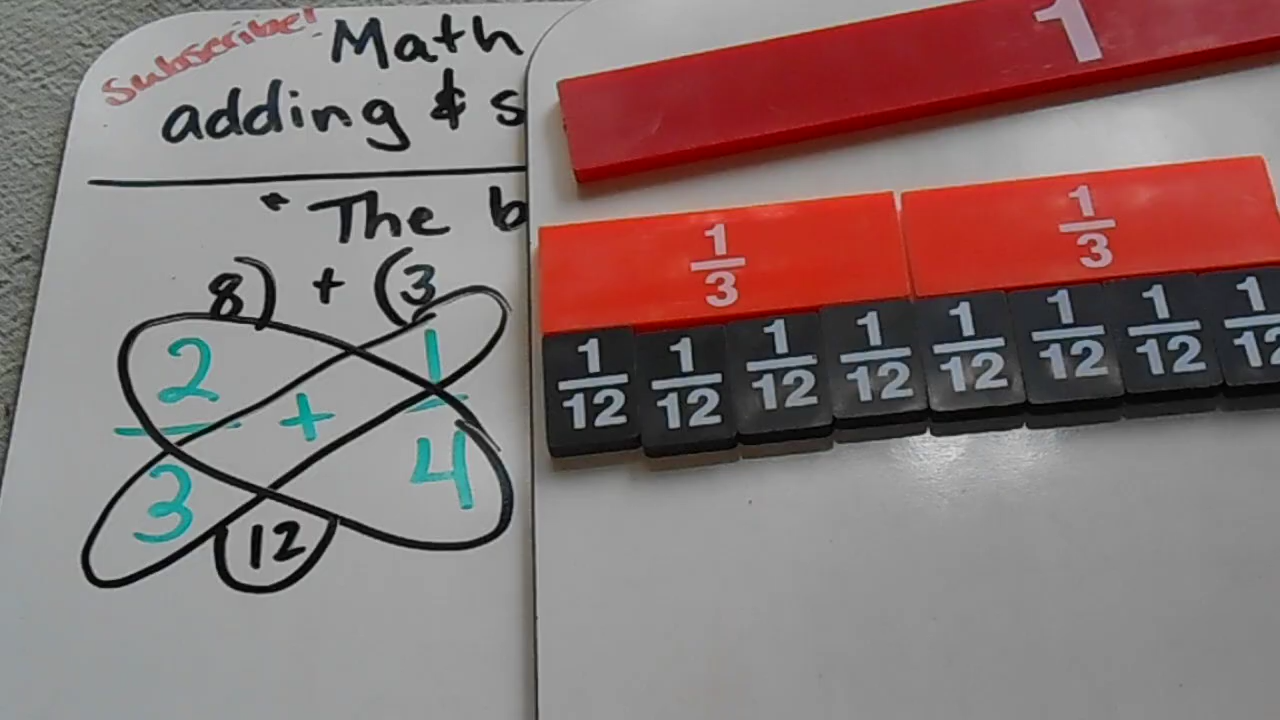 Subscribe!
Math
adding & s
* The b
8) + (3
2 + 1
3 4
12
1
1 1
3 3
1 1 1 1 1 1 1 1
12 12 12 12 12 12 12 12